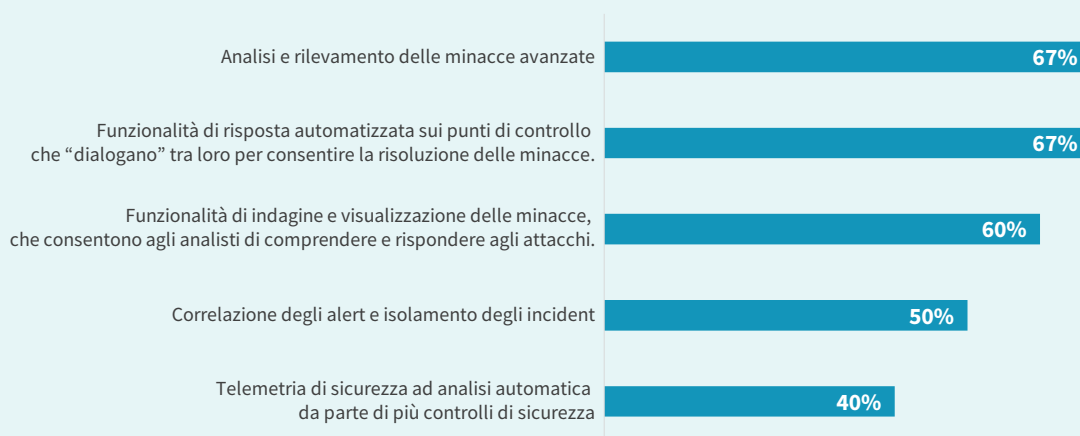 Analisi e rilevamento delle minacce avanzate
67%
Funzionalità di risposta automatizzata sui punti di controllo
che “dialogano” tra loro per consentire la risoluzione delle minacce.
67%
Funzionalità di indagine e visualizzazione delle minacce,
che consentono agli analisti di comprendere e rispondere agli attacchi.
60%
Correlazione degli alert e isolamento degli incident
50%
Telemetria di sicurezza ad analisi automatica
da parte di più controlli di sicurezza
40%